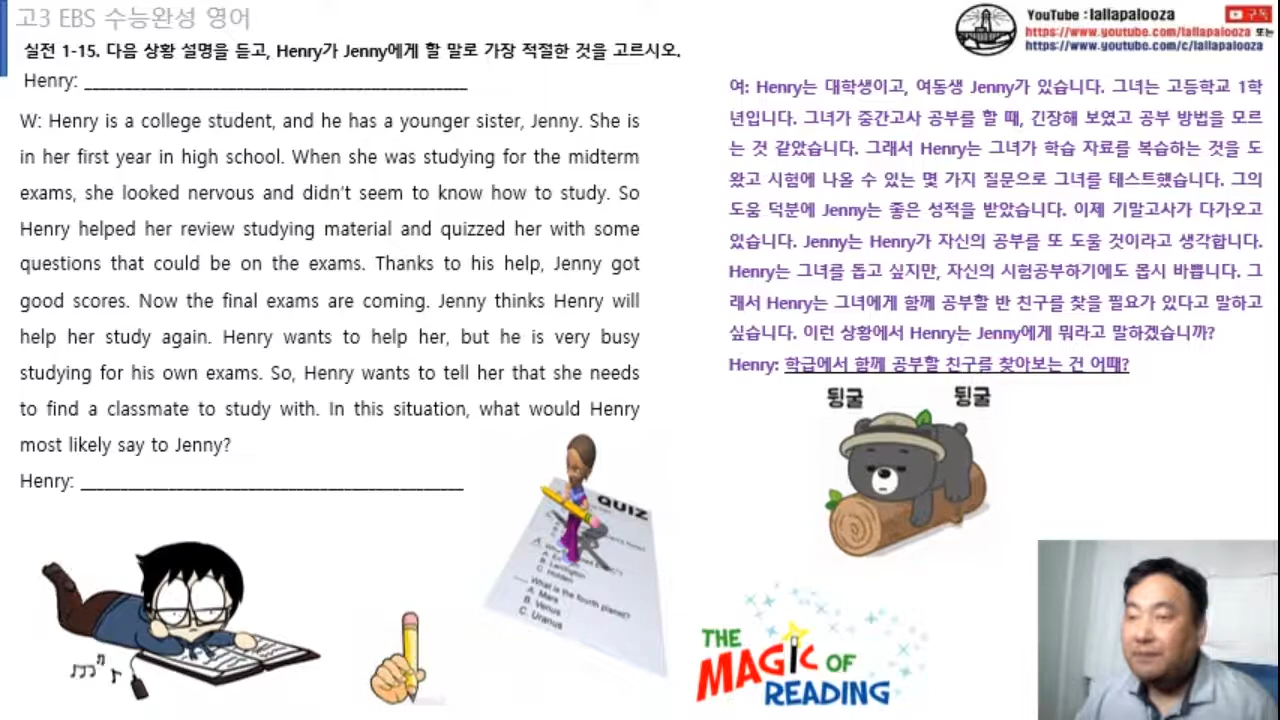 고3 EBS 수능완성 영어
실전 1-15. 다음 상황 설명을 듣고, Henry가 Jenny에게 할 말로 가장 적절한 것을 고르시오.
Henry: ________________________________________________
W: Henry is a college student, and he has a younger sister, Jenny. She is
in her first year in high school. When she was studying for the midterm
exams, she looked nervous and didn't seem to know how to study. So
Henry helped her review studying material and quizzed her with some
questions that could be on the exams. Thanks to his help, Jenny got
good scores. Now the final exams are coming. Jenny thinks Henry will
help her study again. Henry wants to help her, but he is very busy
studying for his own exams. So, Henry wants to tell her that she needs
to find a classmate to study with. In this situation, what would Henry
most likely say to Jenny?
Henry: ________________________________________________
YouTube : lallapalooza
구독
https://www.youtube.com/lallapalooza 또는
https://www.youtube.com/c/lallapalooza
여: Henry는 대학생이고, 여동생 Jenny가 있습니다. 그녀는 고등학교 1학
년입니다. 그녀가 중간고사 공부를 할 때, 긴장해 보였고 공부 방법을 모르
는 것 같았습니다. 그래서 Henry는 그녀가 학습 자료를 복습하는 것을 도
왔고 시험에 나올 수 있는 몇 가지 질문으로 그녀를 테스트했습니다. 그의
도움 덕분에 Jenny는 좋은 성적을 받았습니다. 이제 기말고사가 다가오고
있습니다. Jenny는 Henry가 자신의 공부를 또 도울 것이라고 생각합니다.
Henry는 그녀를 돕고 싶지만, 자신의 시험공부하기에도 몹시 바쁩니다. 그
래서 Henry는 그녀에게 함께 공부할 반 친구를 찾을 필요가 있다고 말하고
싶습니다. 이런 상황에서 Henry는 Jenny에게 뭐라고 말하겠습니까?
Henry: 학급에서 함께 공부할 친구를 찾아보는 건 어때?
뒹굴 뒹굴
QUIZ
B. Lexington
C. Holden
What is the fourth planet?
A. Mars
B. Venus
C. Uranus
THE
MAGIC OF
READING